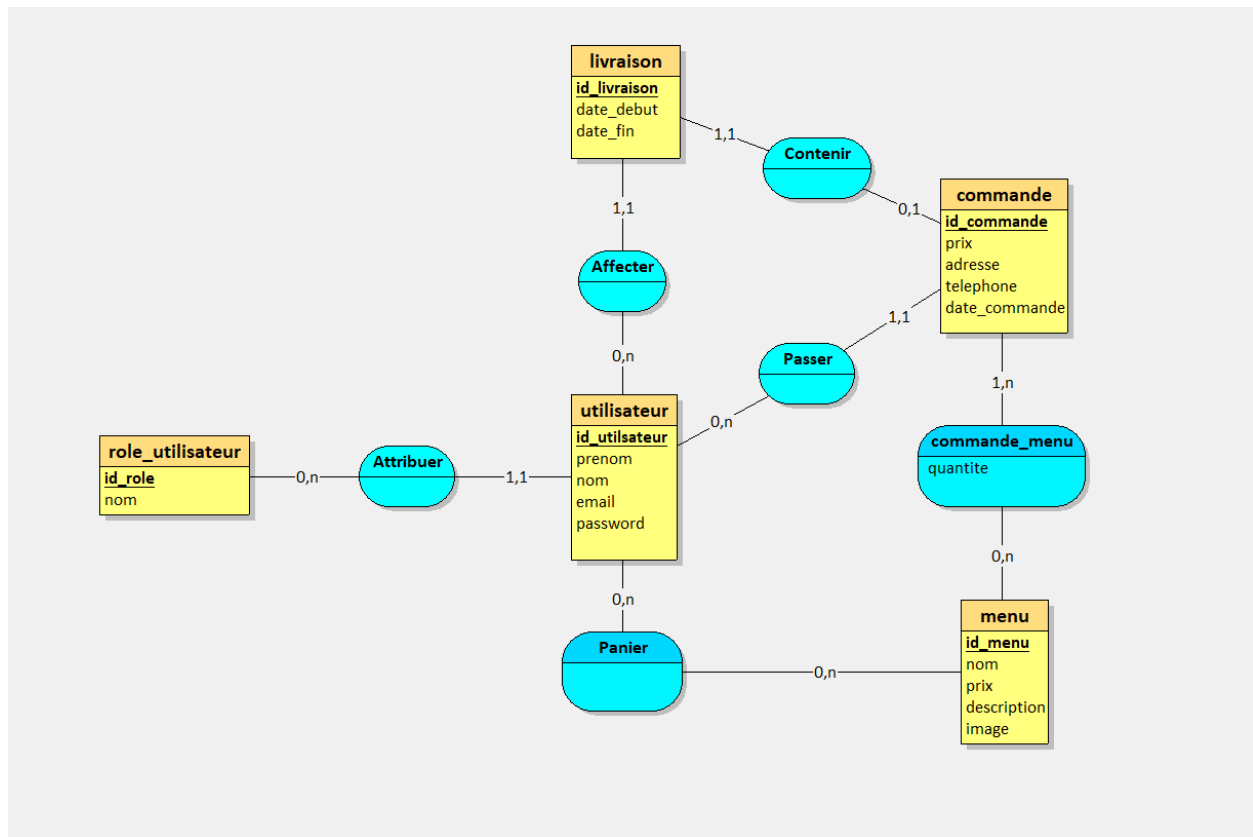 livraison
id_livraison
date_debut
date_fin
1,1
Contenir
0,1
commande
id_commande
prix
adresse
telephone
date_commande
1,1
Affecter
0,n
1,1
Passer
0,n
1,n
utilisateur
id_utilsateur
prenom
nom
email
password
role_utilisateur
id_role
nom
0,n
Attribuer
1,1
commande_menu
quantite
0,n
0,n
Panier
0,n
menu
id_menu
nom
prix
description
image